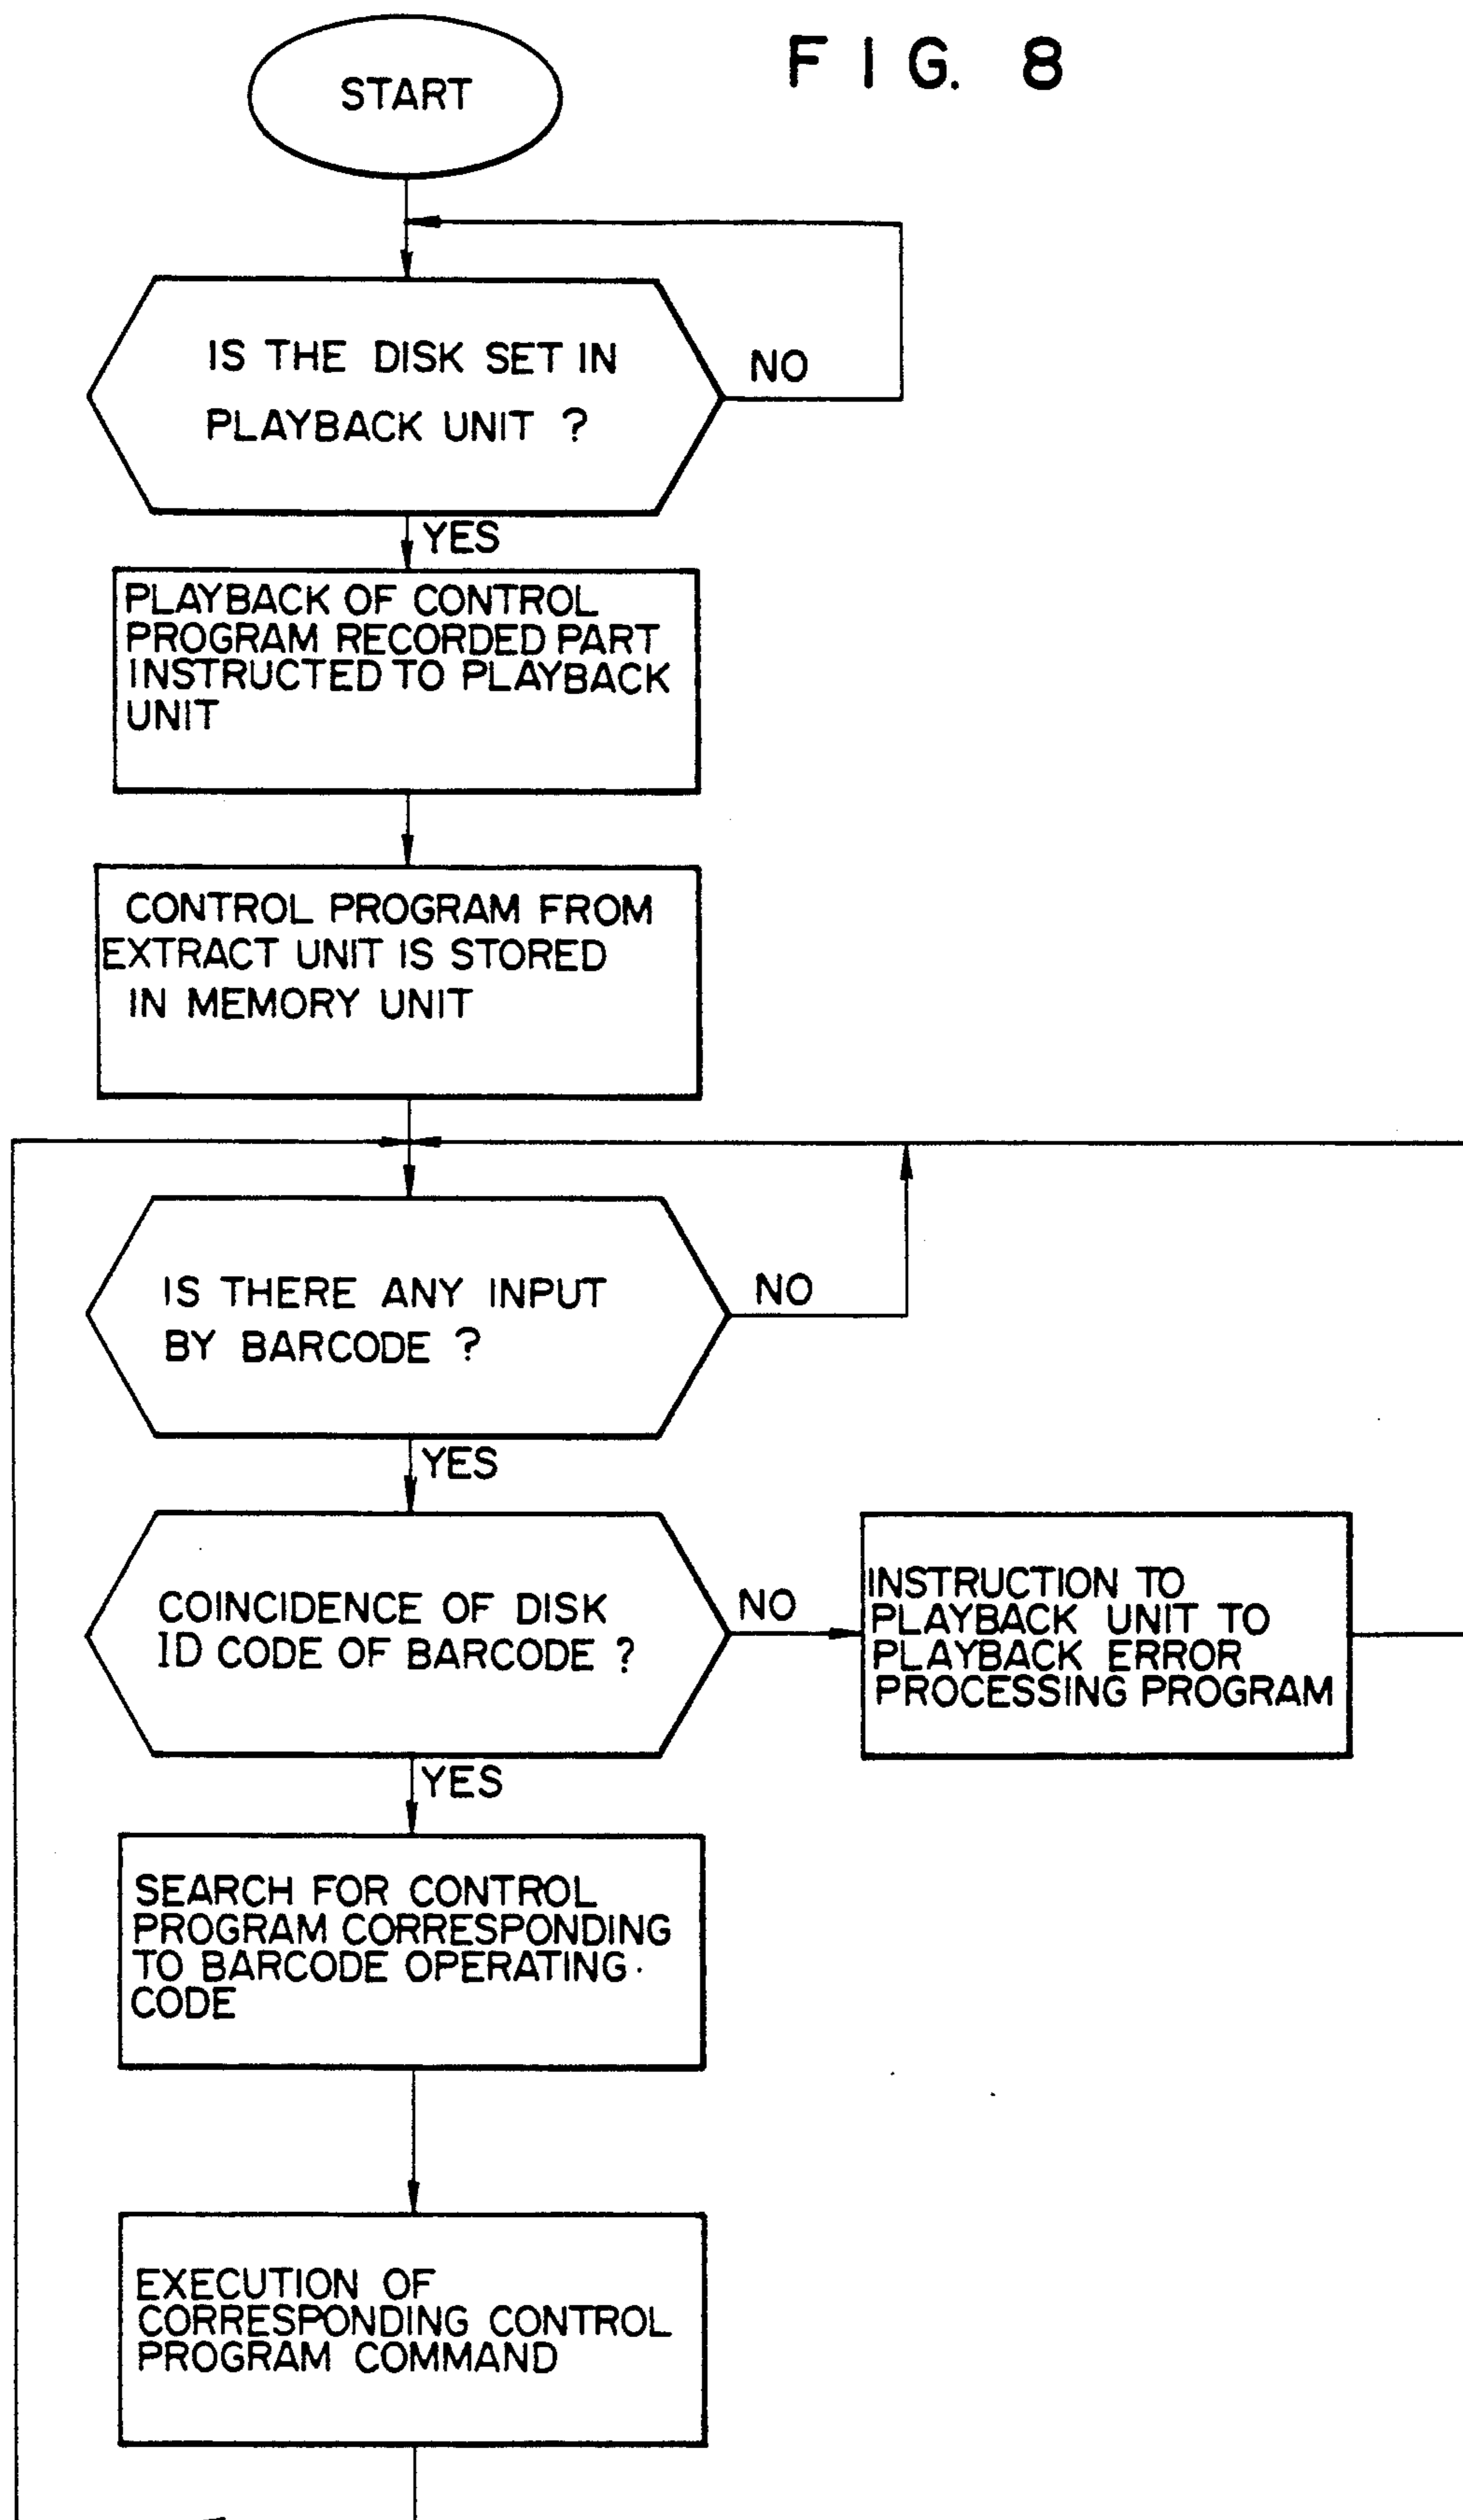 FIG. 8
START
IS THE DISK SET IN
PLAYBACK UNIT ?
NO
YES
PLAYBACK OF CONTROL
PROGRAM RECORDED PART
INSTRUCTED TO PLAYBACK
UNIT
CONTROL PROGRAM FROM
EXTRACT UNIT IS STORED
IN MEMORY UNIT
IS THERE ANY INPUT
BY BARCODE ?
NO
YES
COINCIDENCE OF DISK
ID CODE OF BARCODE ?
NO
INSTRUCTION TO
PLAYBACK UNIT TO
PLAYBACK ERROR
PROCESSING PROGRAM
YES
SEARCH FOR CONTROL
PROGRAM CORRESPONDING
TO BARCODE OPERATING
CODE
EXECUTION OF
CORRESPONDING CONTROL
PROGRAM COMMAND